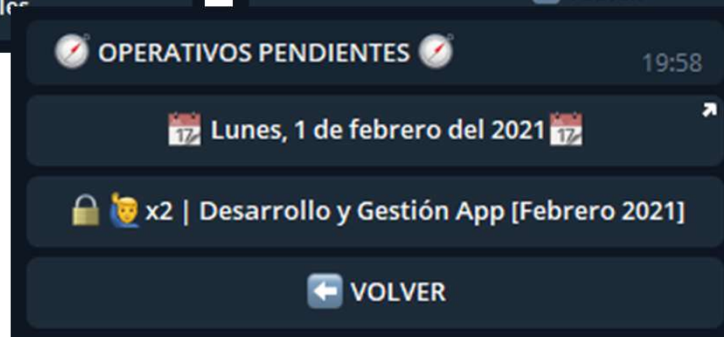 OPERATIVOS PENDIENTES
19:58
Lunes, 1 de febrero del 2021
x2 | Desarrollo y Gestión App [Febrero 2021]
VOLVER